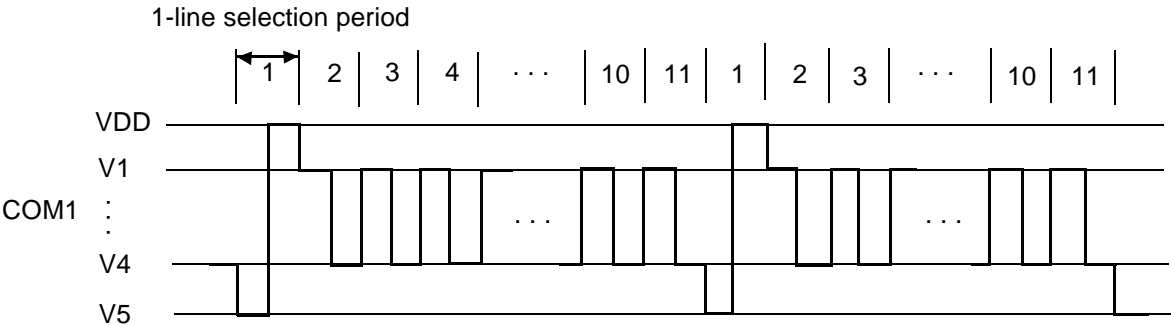 1-line selection period
1 2 3 4 · · · 10 11 1 2 3 · · · 10 11
VDD
V1
COM1 · · · · · · · · ·
V4
V5